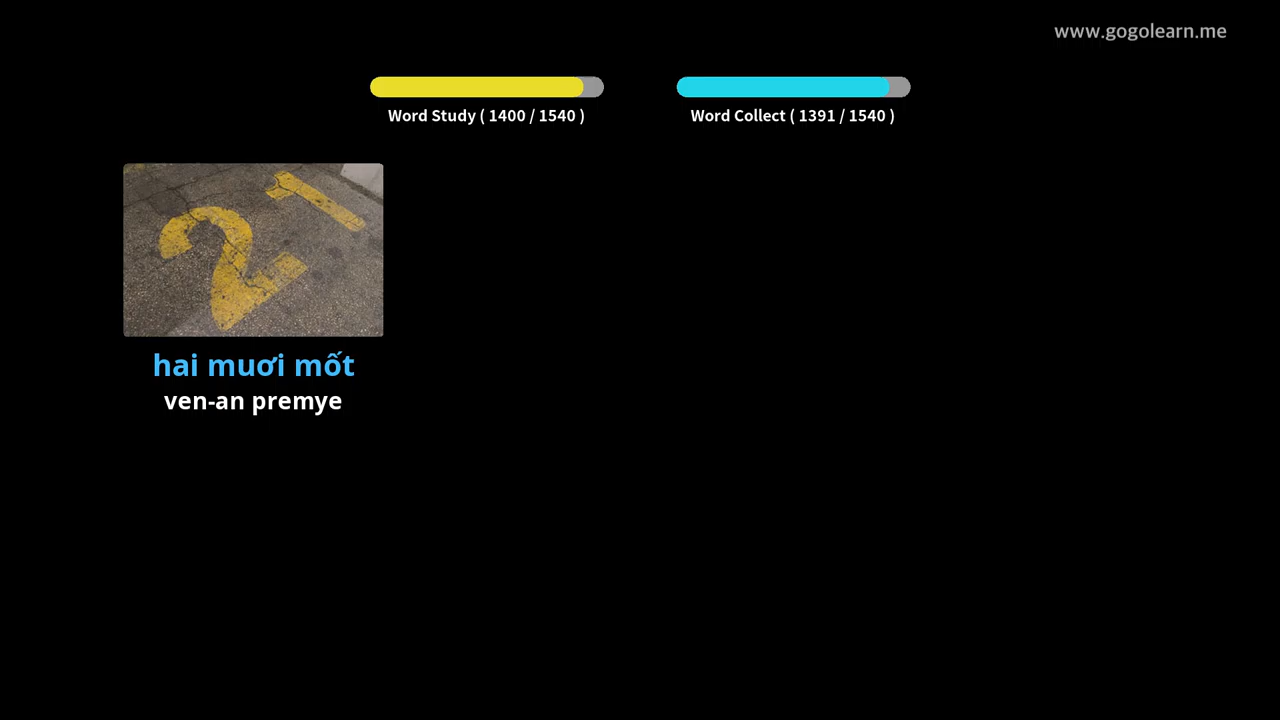 www.gogolearn.me
Word Study ( 1400 / 1540 )
Word Collect ( 1391 / 1540 )
21
hai mươi mốt
ven-an premye